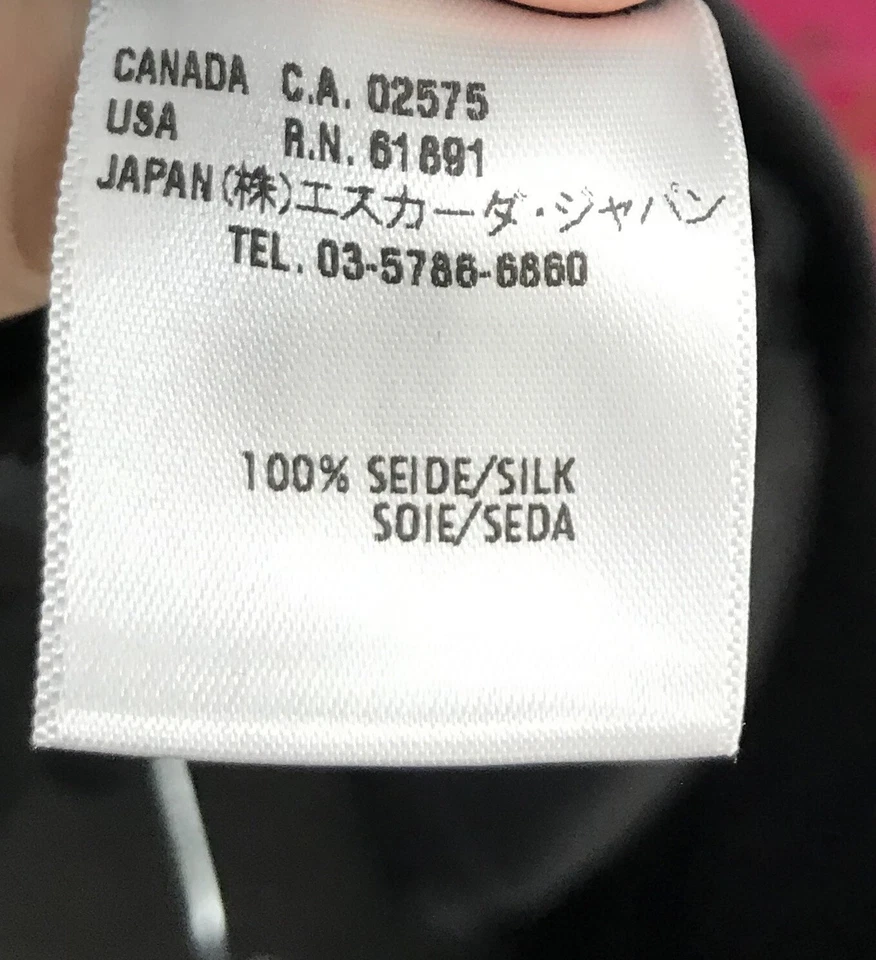 CANADA C.A. 02575
USA R.N. 61891
JAPAN (株)エスカーダ・ジャパン
TEL. 03-5786-6860
100% SEIDE/SILK
SOIE/SEDA